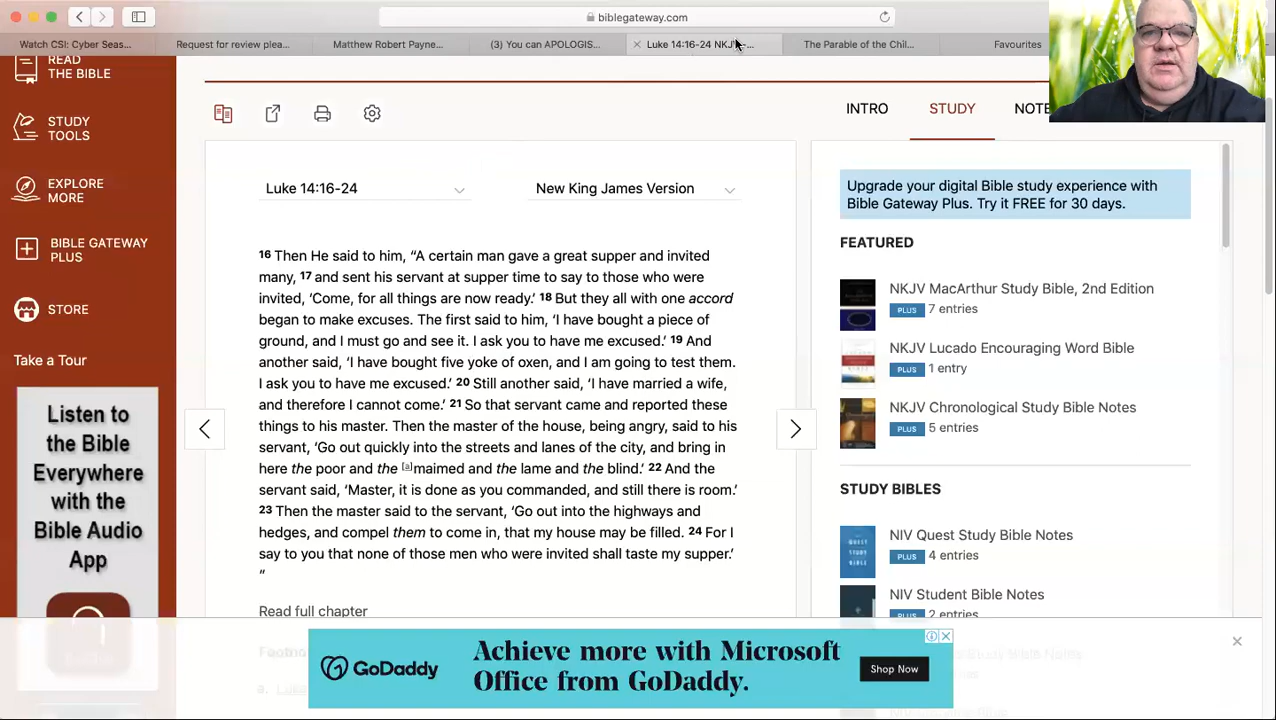 biblegateway.com
Watch CSI: Cyber Seas...
Request for review plea...
Matthew Robert Payne...
(3) You can APOLOGIS...
Luke 14:16-24 NKJV
The Parable of the Chil...
Favourites
READ
THE BIBLE
STUDY
TOOLS
EXPLORE
MORE
BIBLE GATEWAY
PLUS
STORE
Take a Tour
Listen to
the Bible
Everywhere
with the
Bible Audio
App
INTRO
STUDY
Luke 14:16-24
New King James Version
16 Then He said to him, “A certain man gave a great supper and invited
many, 17 and sent his servant at supper time to say to those who were
invited, ‘Come, for all things are now ready.’ 18 But they all with one accord
began to make excuses. The first said to him, ‘I have bought a piece of
ground, and I must go and see it. I ask you to have me excused.’ 19 And
another said, ‘I have bought five yoke of oxen, and I am going to test them.
I ask you to have me excused.’ 20 Still another said, ‘I have married a wife,
and therefore I cannot come.’ 21 So that servant came and reported these
things to his master. Then the master of the house, being angry, said to his
servant, ‘Go out quickly into the streets and lanes of the city, and bring in
here the poor and the [a]maimed and the lame and the blind.’ 22 And the
servant said, ‘Master, it is done as you commanded, and still there is room.’
23 Then the master said to the servant, ‘Go out into the highways and
hedges, and compel them to come in, that my house may be filled. 24 For I
say to you that none of those men who were invited shall taste my supper.’
“
Read full chapter
Upgrade your digital Bible study experience with
Bible Gateway Plus. Try it FREE for 30 days.
FEATURED
NKJV MacArthur Study Bible, 2nd Edition
PLUS 7 entries
NKJV Lucado Encouraging Word Bible
PLUS 1 entry
NKJV Chronological Study Bible Notes
PLUS 5 entries
STUDY BIBLES
NIV Quest Study Bible Notes
PLUS 4 entries
NIV Student Bible Notes
PLUS 2 entries
a. Luke
GoDaddy
Achieve more with Microsoft
Office from GoDaddy.
Shop Now